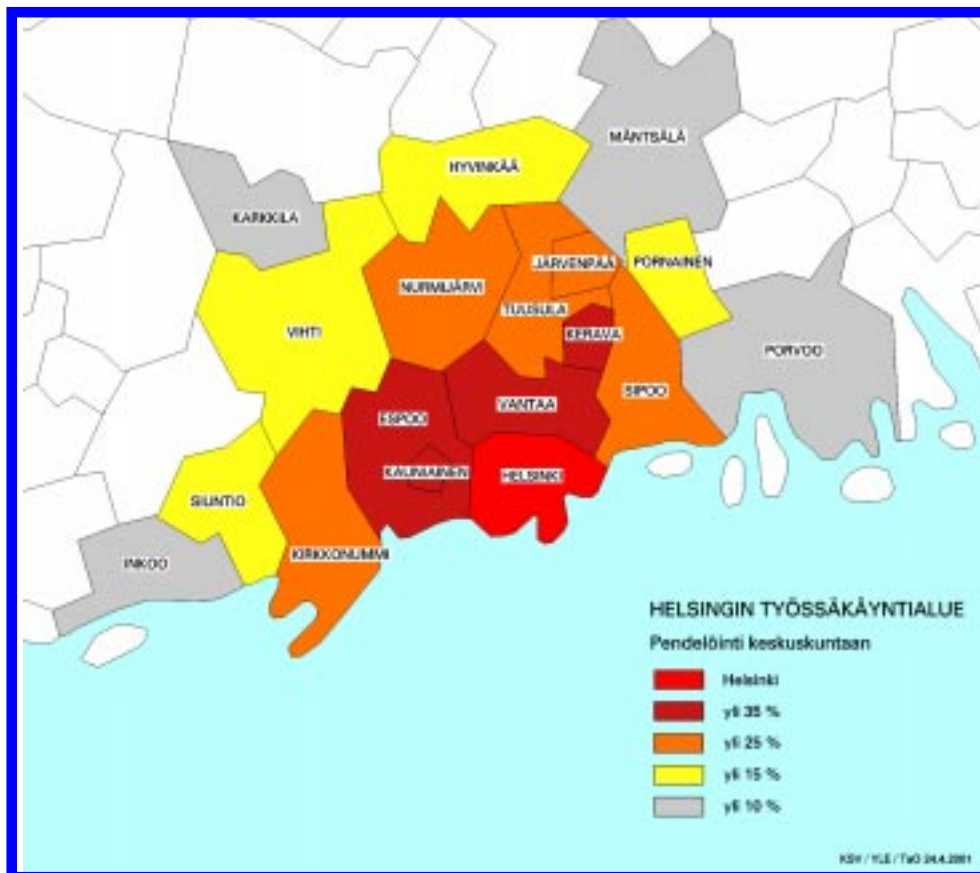 MÄNTSÄLÄ
HYVINKÄÄ
KARKKILA
JÄRVENPÄÄ
PORNAINEN
NURMIJÄRVI
TUUSULA
VIHTI
KERAVA
PORVOO
SIPOO
ESPOO
VANTAA
KAUNIAINEN
HELSINKI
SIUNTIO
KIRKKONUMMI
INKOO
HELSINGIN TYÖSSÄKÄYNTIALUE
Pendelöinti keskuskuntaan
Helsinki
yli 35 %
yli 25 %
yli 15 %
yli 10 %
KSV / YLE / TaO 24.4.2001